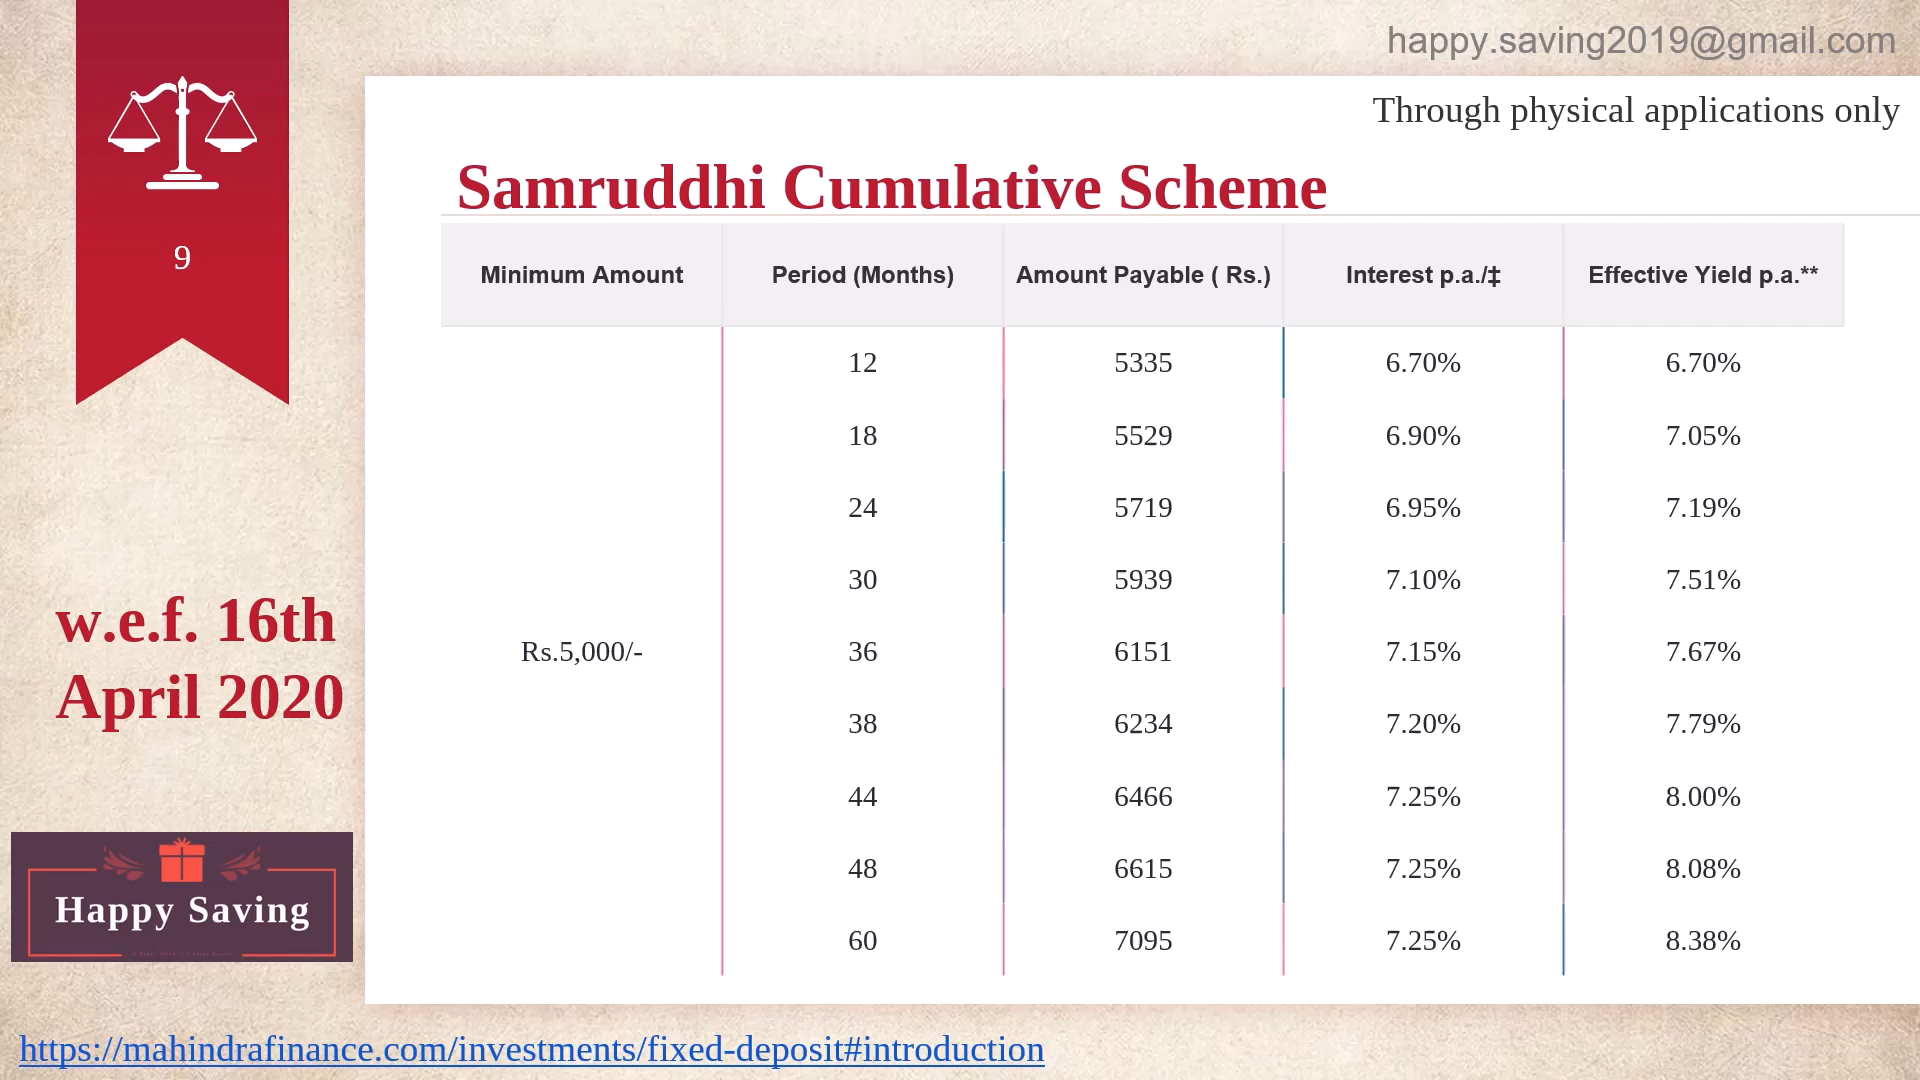 happy.saving2019@gmail.com
Through physical applications only
Samruddhi Cumulative Scheme
9
Minimum Amount Period (Months) Amount Payable ( Rs.) Interest p.a./‡ Effective Yield p.a.**
12 5335 6.70% 6.70%
18 5529 6.90% 7.05%
24 5719 6.95% 7.19%
30 5939 7.10% 7.51%
Rs.5,000/- 36 6151 7.15% 7.67%
38 6234 7.20% 7.79%
44 6466 7.25% 8.00%
48 6615 7.25% 8.08%
60 7095 7.25% 8.38%
w.e.f. 16th
April 2020
Happy Saving
https://mahindrafinance.com/investments/fixed-deposit#introduction